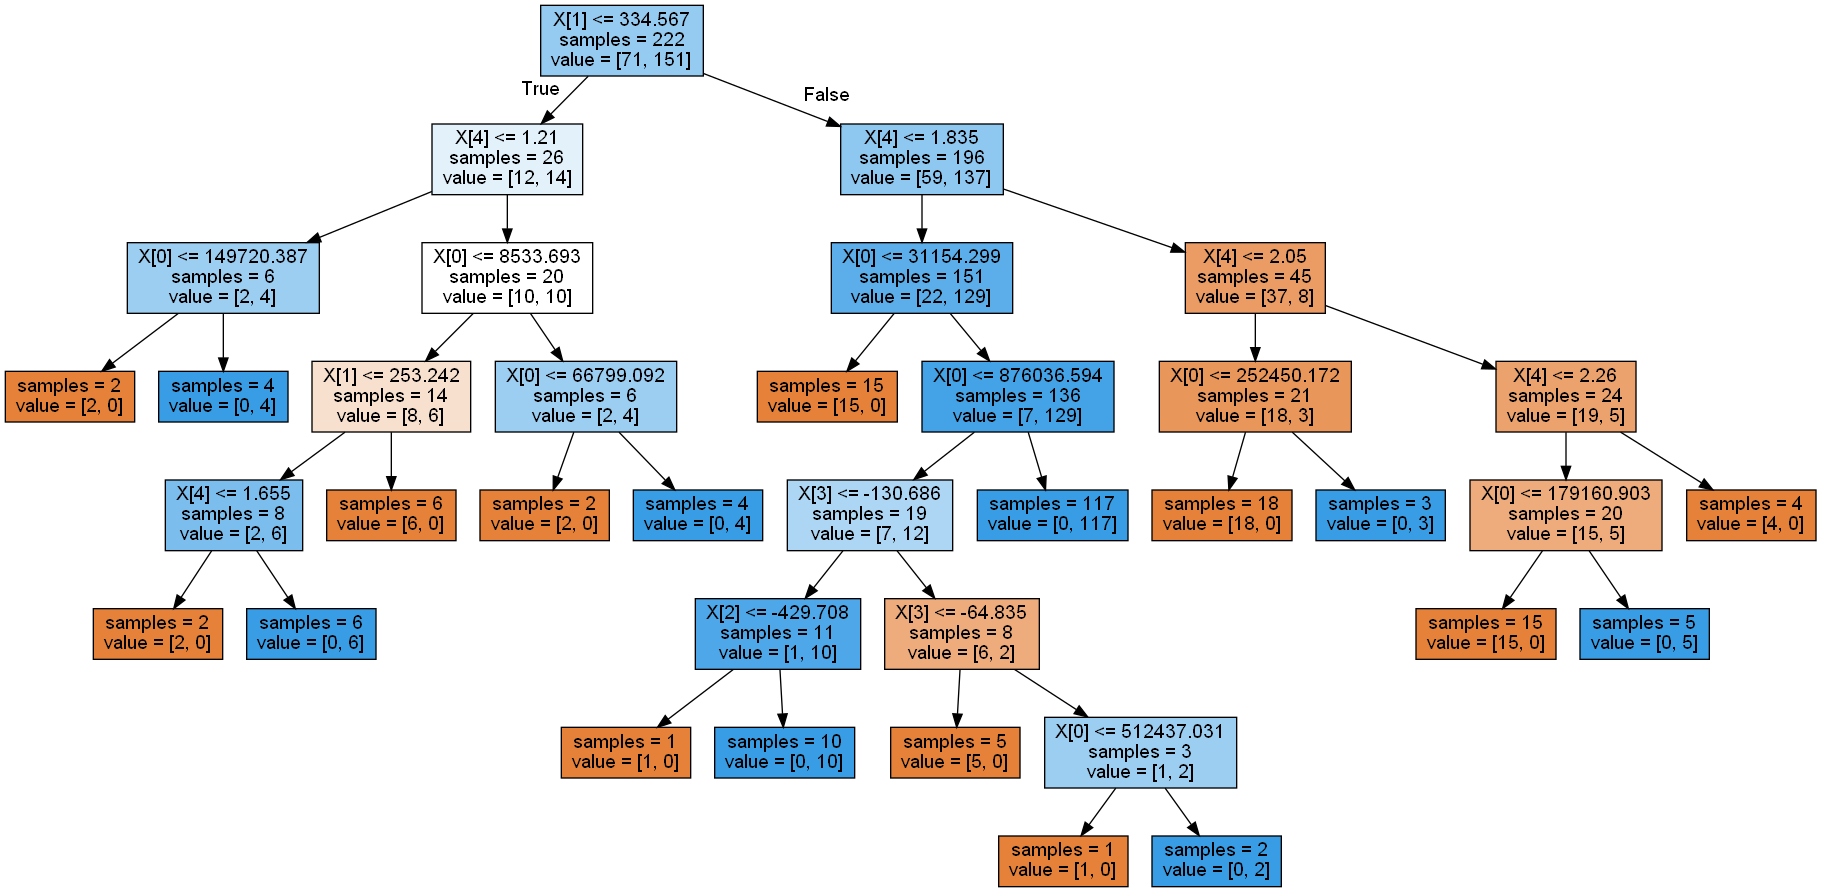 X[1] <= 334.567
samples = 222
value = [71, 151]
True
False
X[4] <= 1.21
samples = 26
value = [12, 14]
X[4] <= 1.835
samples = 196
value = [59, 137]
X[0] <= 149720.387
samples = 6
value = [2, 4]
X[0] <= 8533.693
samples = 20
value = [10, 10]
X[0] <= 31154.299
samples = 151
value = [22, 129]
X[4] <= 2.05
samples = 45
value = [37, 8]
samples = 2
value = [2, 0]
samples = 4
value = [0, 4]
X[1] <= 253.242
samples = 14
value = [8, 6]
X[0] <= 66799.092
samples = 6
value = [2, 4]
samples = 15
value = [15, 0]
X[0] <= 876036.594
samples = 136
value = [7, 129]
X[0] <= 252450.172
samples = 21
value = [18, 3]
X[4] <= 2.26
samples = 24
value = [19, 5]
X[4] <= 1.655
samples = 8
value = [2, 6]
samples = 6
value = [6, 0]
samples = 2
value = [2, 0]
samples = 4
value = [0, 4]
X[3] <= -130.686
samples = 19
value = [7, 12]
samples = 117
value = [0, 117]
samples = 18
value = [18, 0]
samples = 3
value = [0, 3]
X[0] <= 179160.903
samples = 20
value = [15, 5]
samples = 4
value = [4, 0]
samples = 2
value = [2, 0]
samples = 6
value = [0, 6]
X[2] <= -429.708
samples = 11
value = [1, 10]
X[3] <= -64.835
samples = 8
value = [6, 2]
samples = 15
value = [15, 0]
samples = 5
value = [0, 5]
samples = 1
value = [1, 0]
samples = 10
value = [0, 10]
samples = 5
value = [5, 0]
X[0] <= 512437.031
samples = 3
value = [1, 2]
samples = 1
value = [1, 0]
samples = 2
value = [0, 2]